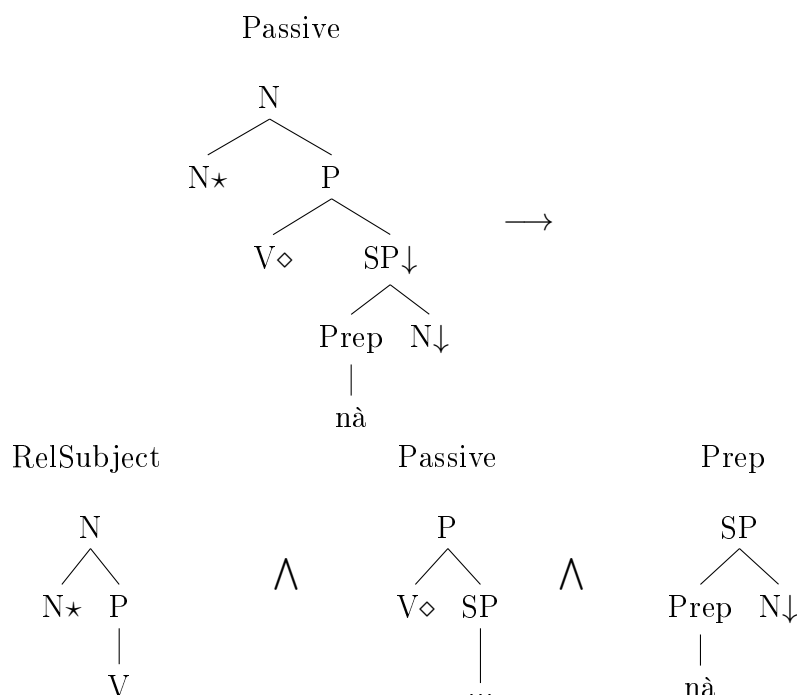 Passive
N
N⋆ P
V⋄ SP↓
⟶
Prep N↓
nà
RelSubject Passive Prep
N P SP
N⋆ P ∧ V⋄ SP ∧ Prep N↓
V ... nà